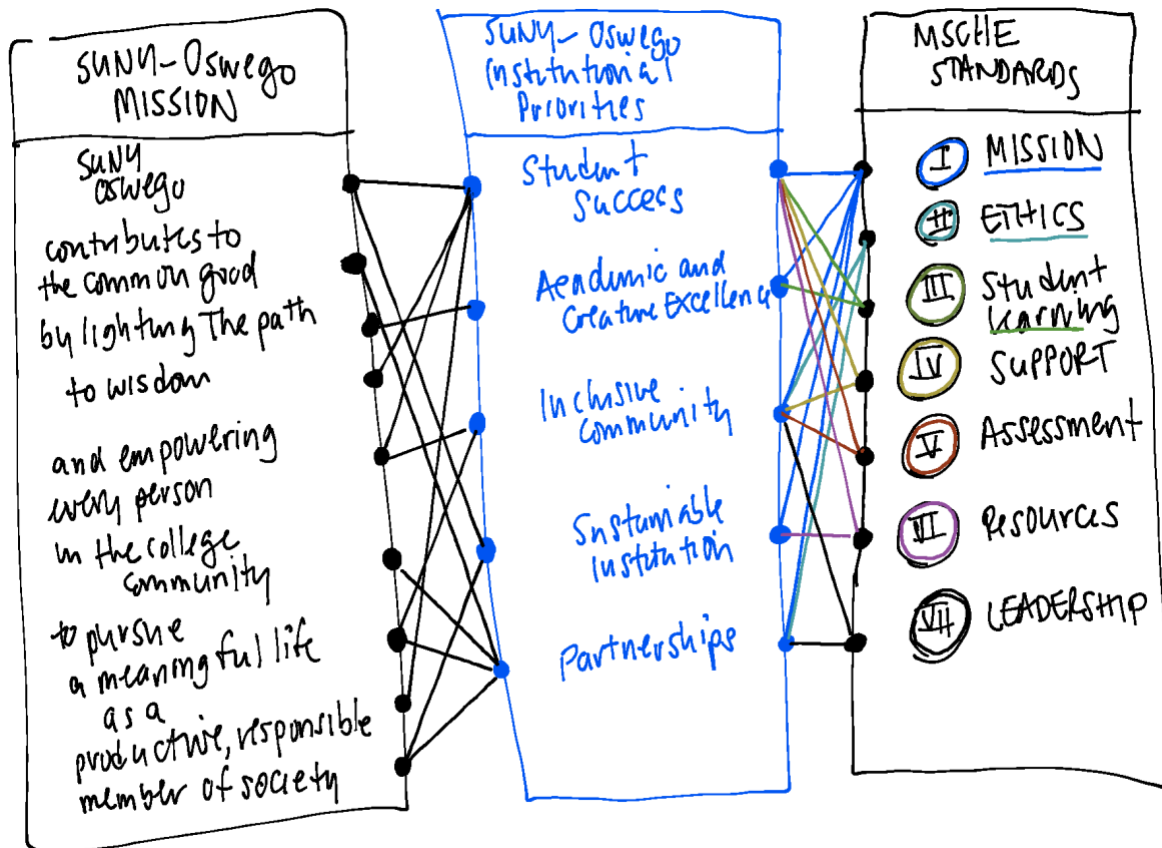 SUNY-Oswego
MISSION
SUNY
Oswego
contributes to
the common good
by lighting The path
to wisdom
and empowering
every person
in the college
community
to pursue
a meaningful life
as a
productive, responsible
member of society
SUNY-Oswego
Institutional
Priorities
Student
Success
Academic and
Creative Excellence
Inclusive
Community
Sustainable
Institution
Partnerships
MSCHE
STANDARDS
I MISSION
II ETHICS
III Student
Learning
IV SUPPORT
V Assessment
VI Resources
VII LEADERSHIP